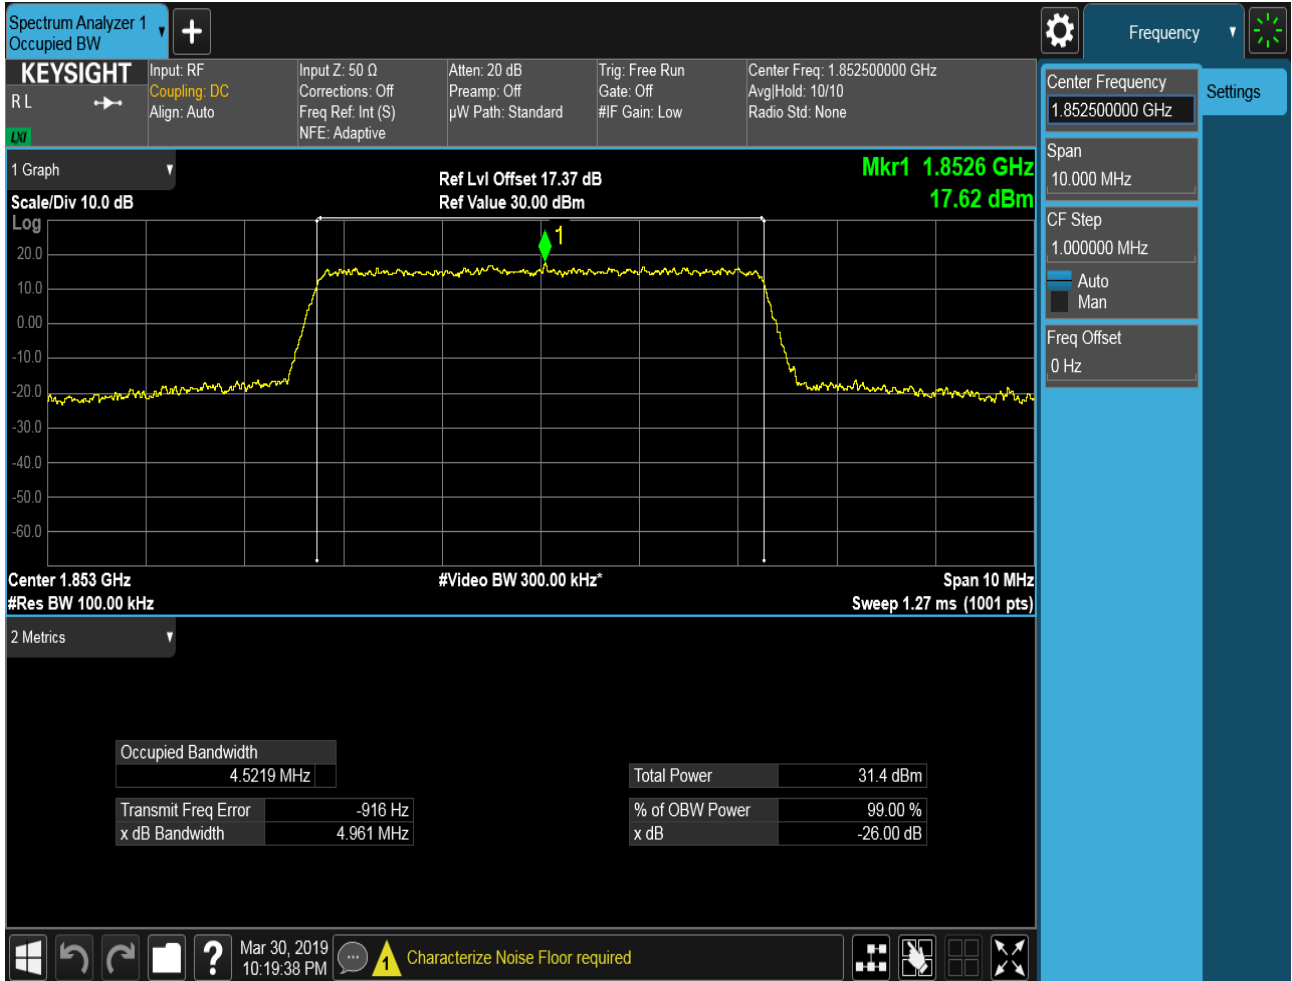 Spectrum Analyzer 1
Occupied BW
Frequency
KEYSIGHT
R L
LXI
Input: RF
Coupling: DC
Align: Auto
Input Z: 50 Ω
Corrections: Off
Freq Ref: Int (S)
NFE: Adaptive
Atten: 20 dB
Preamp: Off
µW Path: Standard
Trig: Free Run
Gate: Off
#IF Gain: Low
Center Freq: 1.852500000 GHz
Avg|Hold: 10/10
Radio Std: None
Center Frequency
1.852500000 GHz
Settings
Span
10.000 MHz
CF Step
1.000000 MHz
Auto
Man
Freq Offset
0 Hz
1 Graph
Scale/Div 10.0 dB
Log
Ref Lvl Offset 17.37 dB
Ref Value 30.00 dBm
Mkr1 1.8526 GHz
17.62 dBm
1
20.0
10.0
0.00
-10.0
-20.0
-30.0
-40.0
-50.0
-60.0
Center 1.853 GHz
#Video BW 300.00 kHz*
Span 10 MHz
#Res BW 100.00 kHz
Sweep 1.27 ms (1001 pts)
2 Metrics
Occupied Bandwidth
4.5219 MHz
Total Power 31.4 dBm
Transmit Freq Error -916 Hz
% of OBW Power 99.00 %
x dB Bandwidth 4.961 MHz
x dB -26.00 dB
?
Mar 30, 2019
10:19:38 PM
1
Characterize Noise Floor required